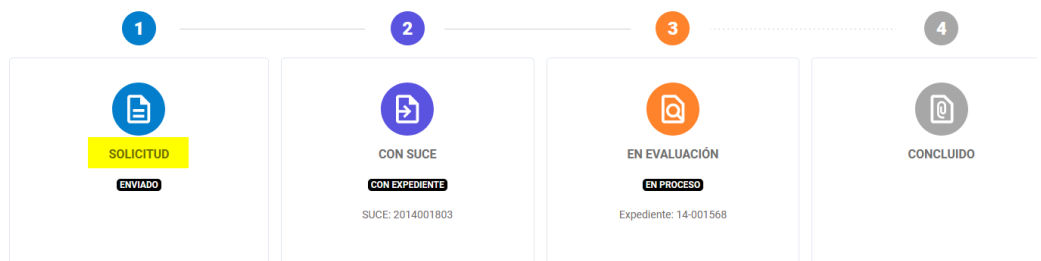 1
2
3
4
SOLICITUD
ENVIADO
CON SUCE
CON EXPEDIENTE
SUCE: 2014001803
EN EVALUACIÓN
EN PROCESO
Expediente: 14-001568
CONCLUIDO